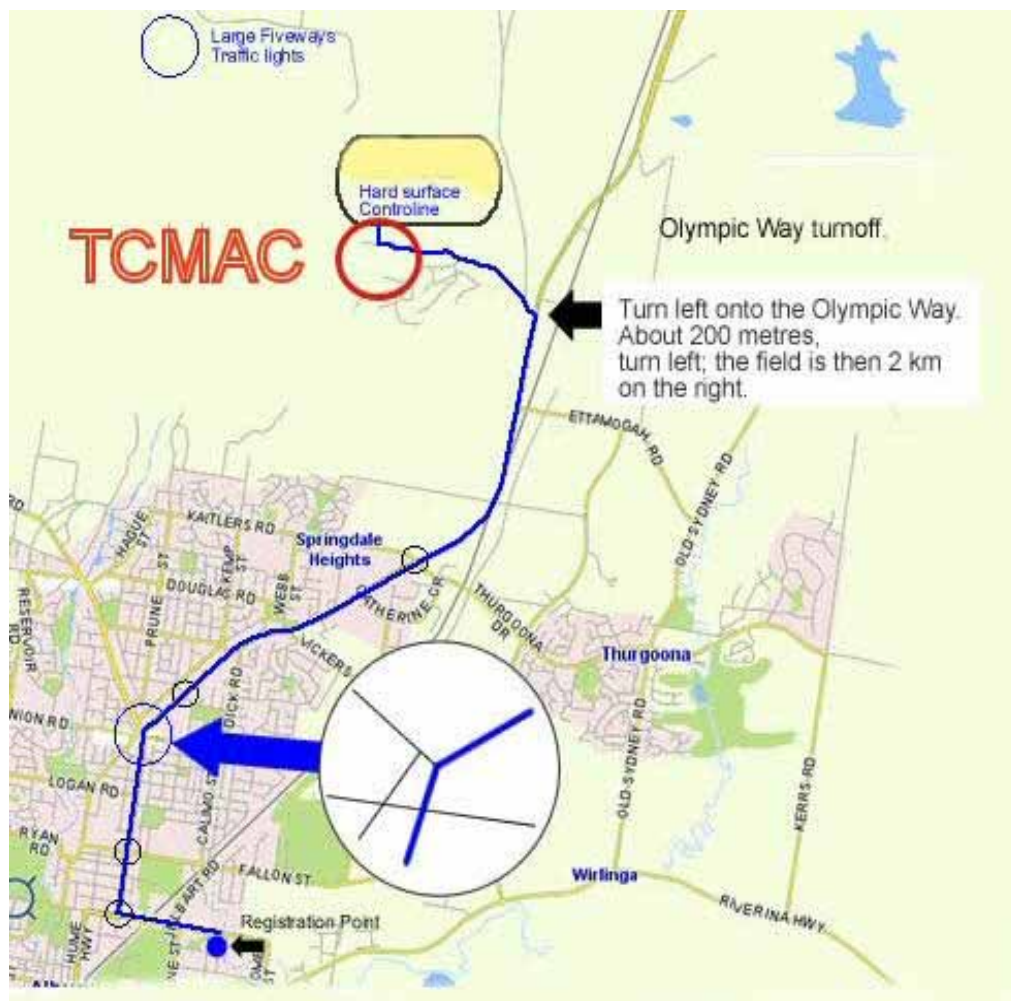 Large Fiveways
Traffic lights
Hard surface
Controline
TCMAC
Olympic Way turnoff.
Turn left onto the Olympic Way.
About 200 metres,
turn left; the field is then 2 km
on the right.
ETTAMOGAH RD
OLD SYDNEY RD
HAGUE ST
KAITLERS RD
Springdale
Heights
PRUNE ST
KEMP ST
DOUGLAS RD
WEBB ST
CATHERINE CR
THURGOONA DR
RESERVOIR RD
VICKERS
Thurgoona
NION RD
DICK RD
OLD SYDNEY RD
KERRS RD
LOGAN RD
RYAN RD
FALLON ST
Wirlinga
RIVERINA HWY
Registration Point
HUME HWY
NE ST